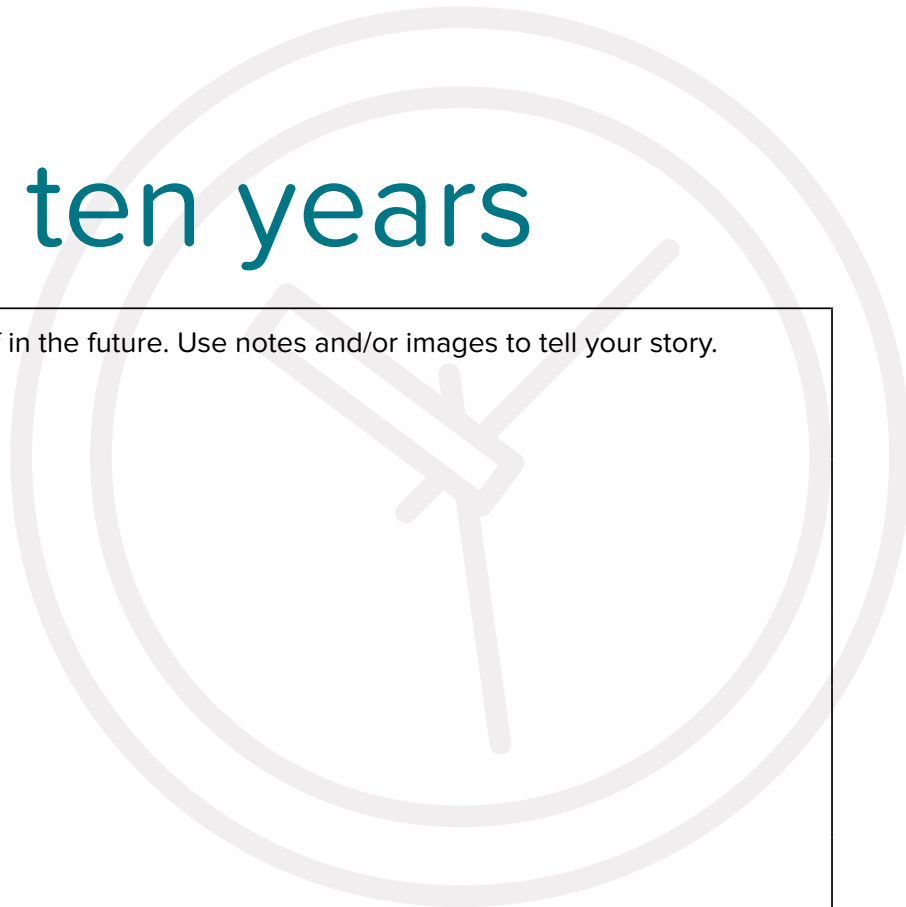 ten years
in the future. Use notes and/or images to tell your story.